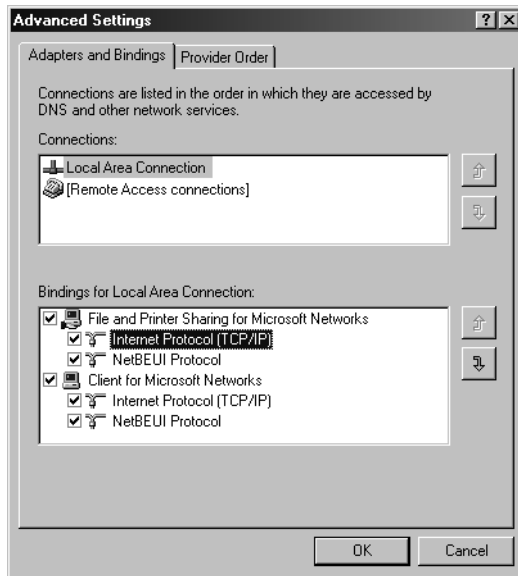 Advanced Settings
Adapters and Bindings
Provider Order
Connections are listed in the order in which they are accessed by
DNS and other network services.
Connections:
Local Area Connection
[Remote Access connections]
Bindings for Local Area Connection:
File and Printer Sharing for Microsoft Networks
Internet Protocol (TCP/IP)
NetBEUI Protocol
Client for Microsoft Networks
Internet Protocol (TCP/IP)
NetBEUI Protocol
OK
Cancel